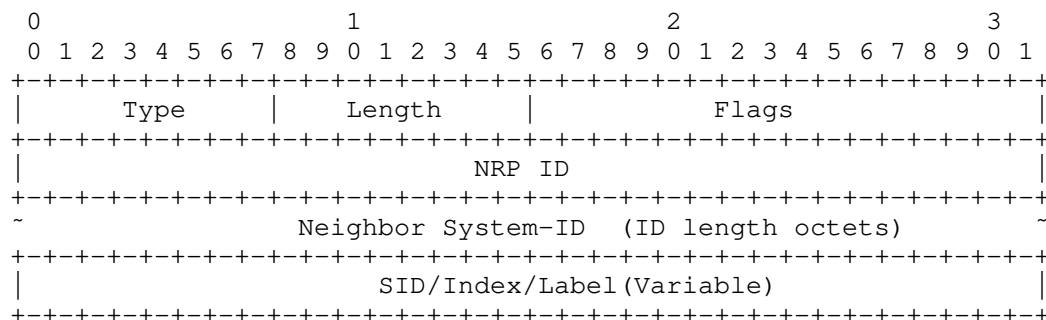 0                   1                   2                   3
 0 1 2 3 4 5 6 7 8 9 0 1 2 3 4 5 6 7 8 9 0 1 2 3 4 5 6 7 8 9 0 1
+-+-+-+-+-+-+-+-+-+-+-+-+-+-+-+-+-+-+-+-+-+-+-+-+-+-+-+-+-+-+-+-+
|      Type     |    Length     |           Flags               |
+-+-+-+-+-+-+-+-+-+-+-+-+-+-+-+-+-+-+-+-+-+-+-+-+-+-+-+-+-+-+-+-+
|                            NRP ID                             |
+-+-+-+-+-+-+-+-+-+-+-+-+-+-+-+-+-+-+-+-+-+-+-+-+-+-+-+-+-+-+-+-+
~                 Neighbor System-ID  (ID length octets)        ~
+-+-+-+-+-+-+-+-+-+-+-+-+-+-+-+-+-+-+-+-+-+-+-+-+-+-+-+-+-+-+-+-+
|                      SID/Index/Label(Variable)                |
+-+-+-+-+-+-+-+-+-+-+-+-+-+-+-+-+-+-+-+-+-+-+-+-+-+-+-+-+-+-+-+-+